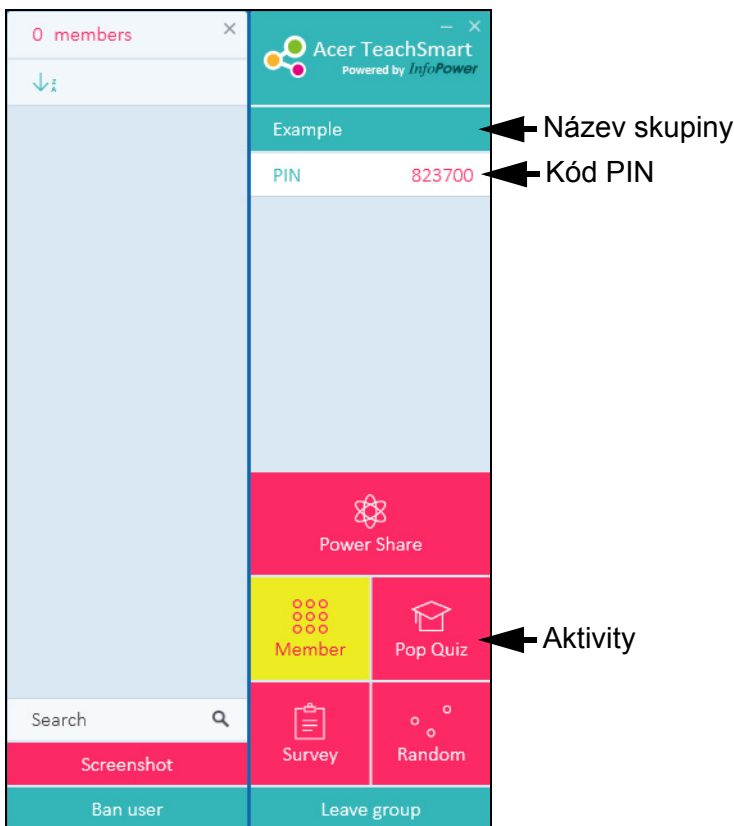 0 members
Acer TeachSmart
Powered by InfoPower
Example
PIN 823700
Power Share
Member
Pop Quiz
Survey
Random
Leave group
Search
Screenshot
Ban user
Název skupiny
Kód PIN
Aktivity